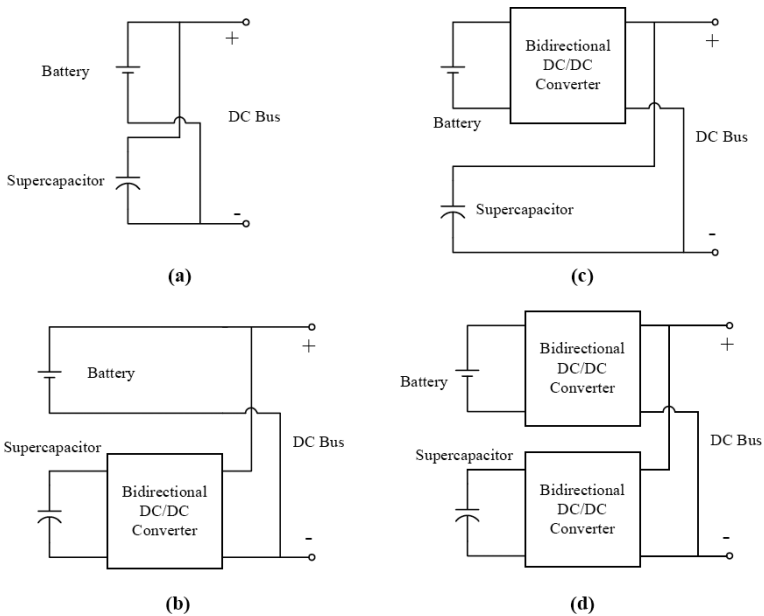 +
Battery
DC Bus
Supercapacitor
-
(a)
Bidirectional
DC/DC
Converter
+
Battery
DC Bus
Supercapacitor
-
(c)
+
Battery
DC Bus
Supercapacitor
Bidirectional
DC/DC
Converter
-
(b)
Bidirectional
DC/DC
Converter
+
Battery
DC Bus
Supercapacitor
Bidirectional
DC/DC
Converter
-
(d)